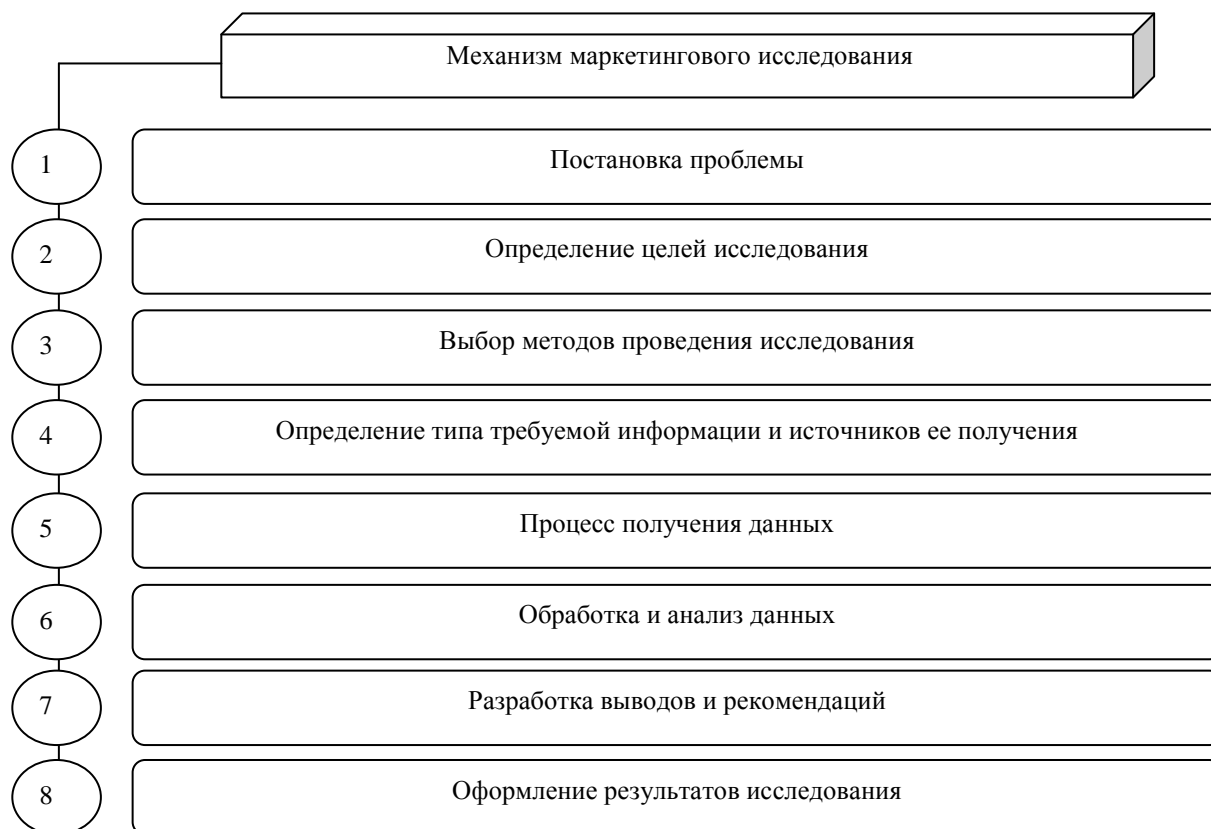 Механизм маркетингового исследования
1
Постановка проблемы
2
Определение целей исследования
3
Выбор методов проведения исследования
4
Определение типа требуемой информации и источников ее получения
5
Процесс получения данных
6
Обработка и анализ данных
7
Разработка выводов и рекомендаций
8
Оформление результатов исследования